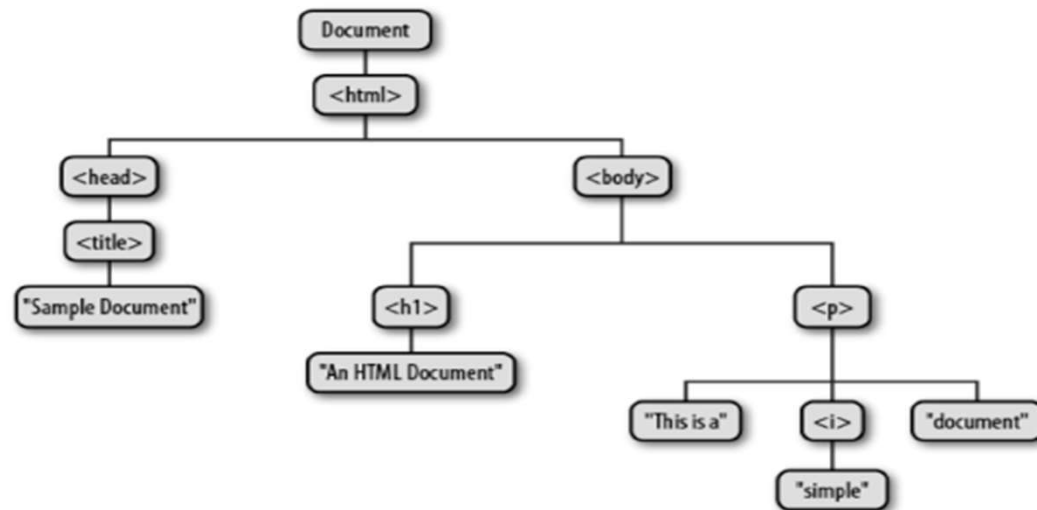 Document
<html>
<head>
<body>
<title>
"Sample Document"
<h1>
<p>
"An HTML Document"
"This is a"
<i>
"document"
"simple"